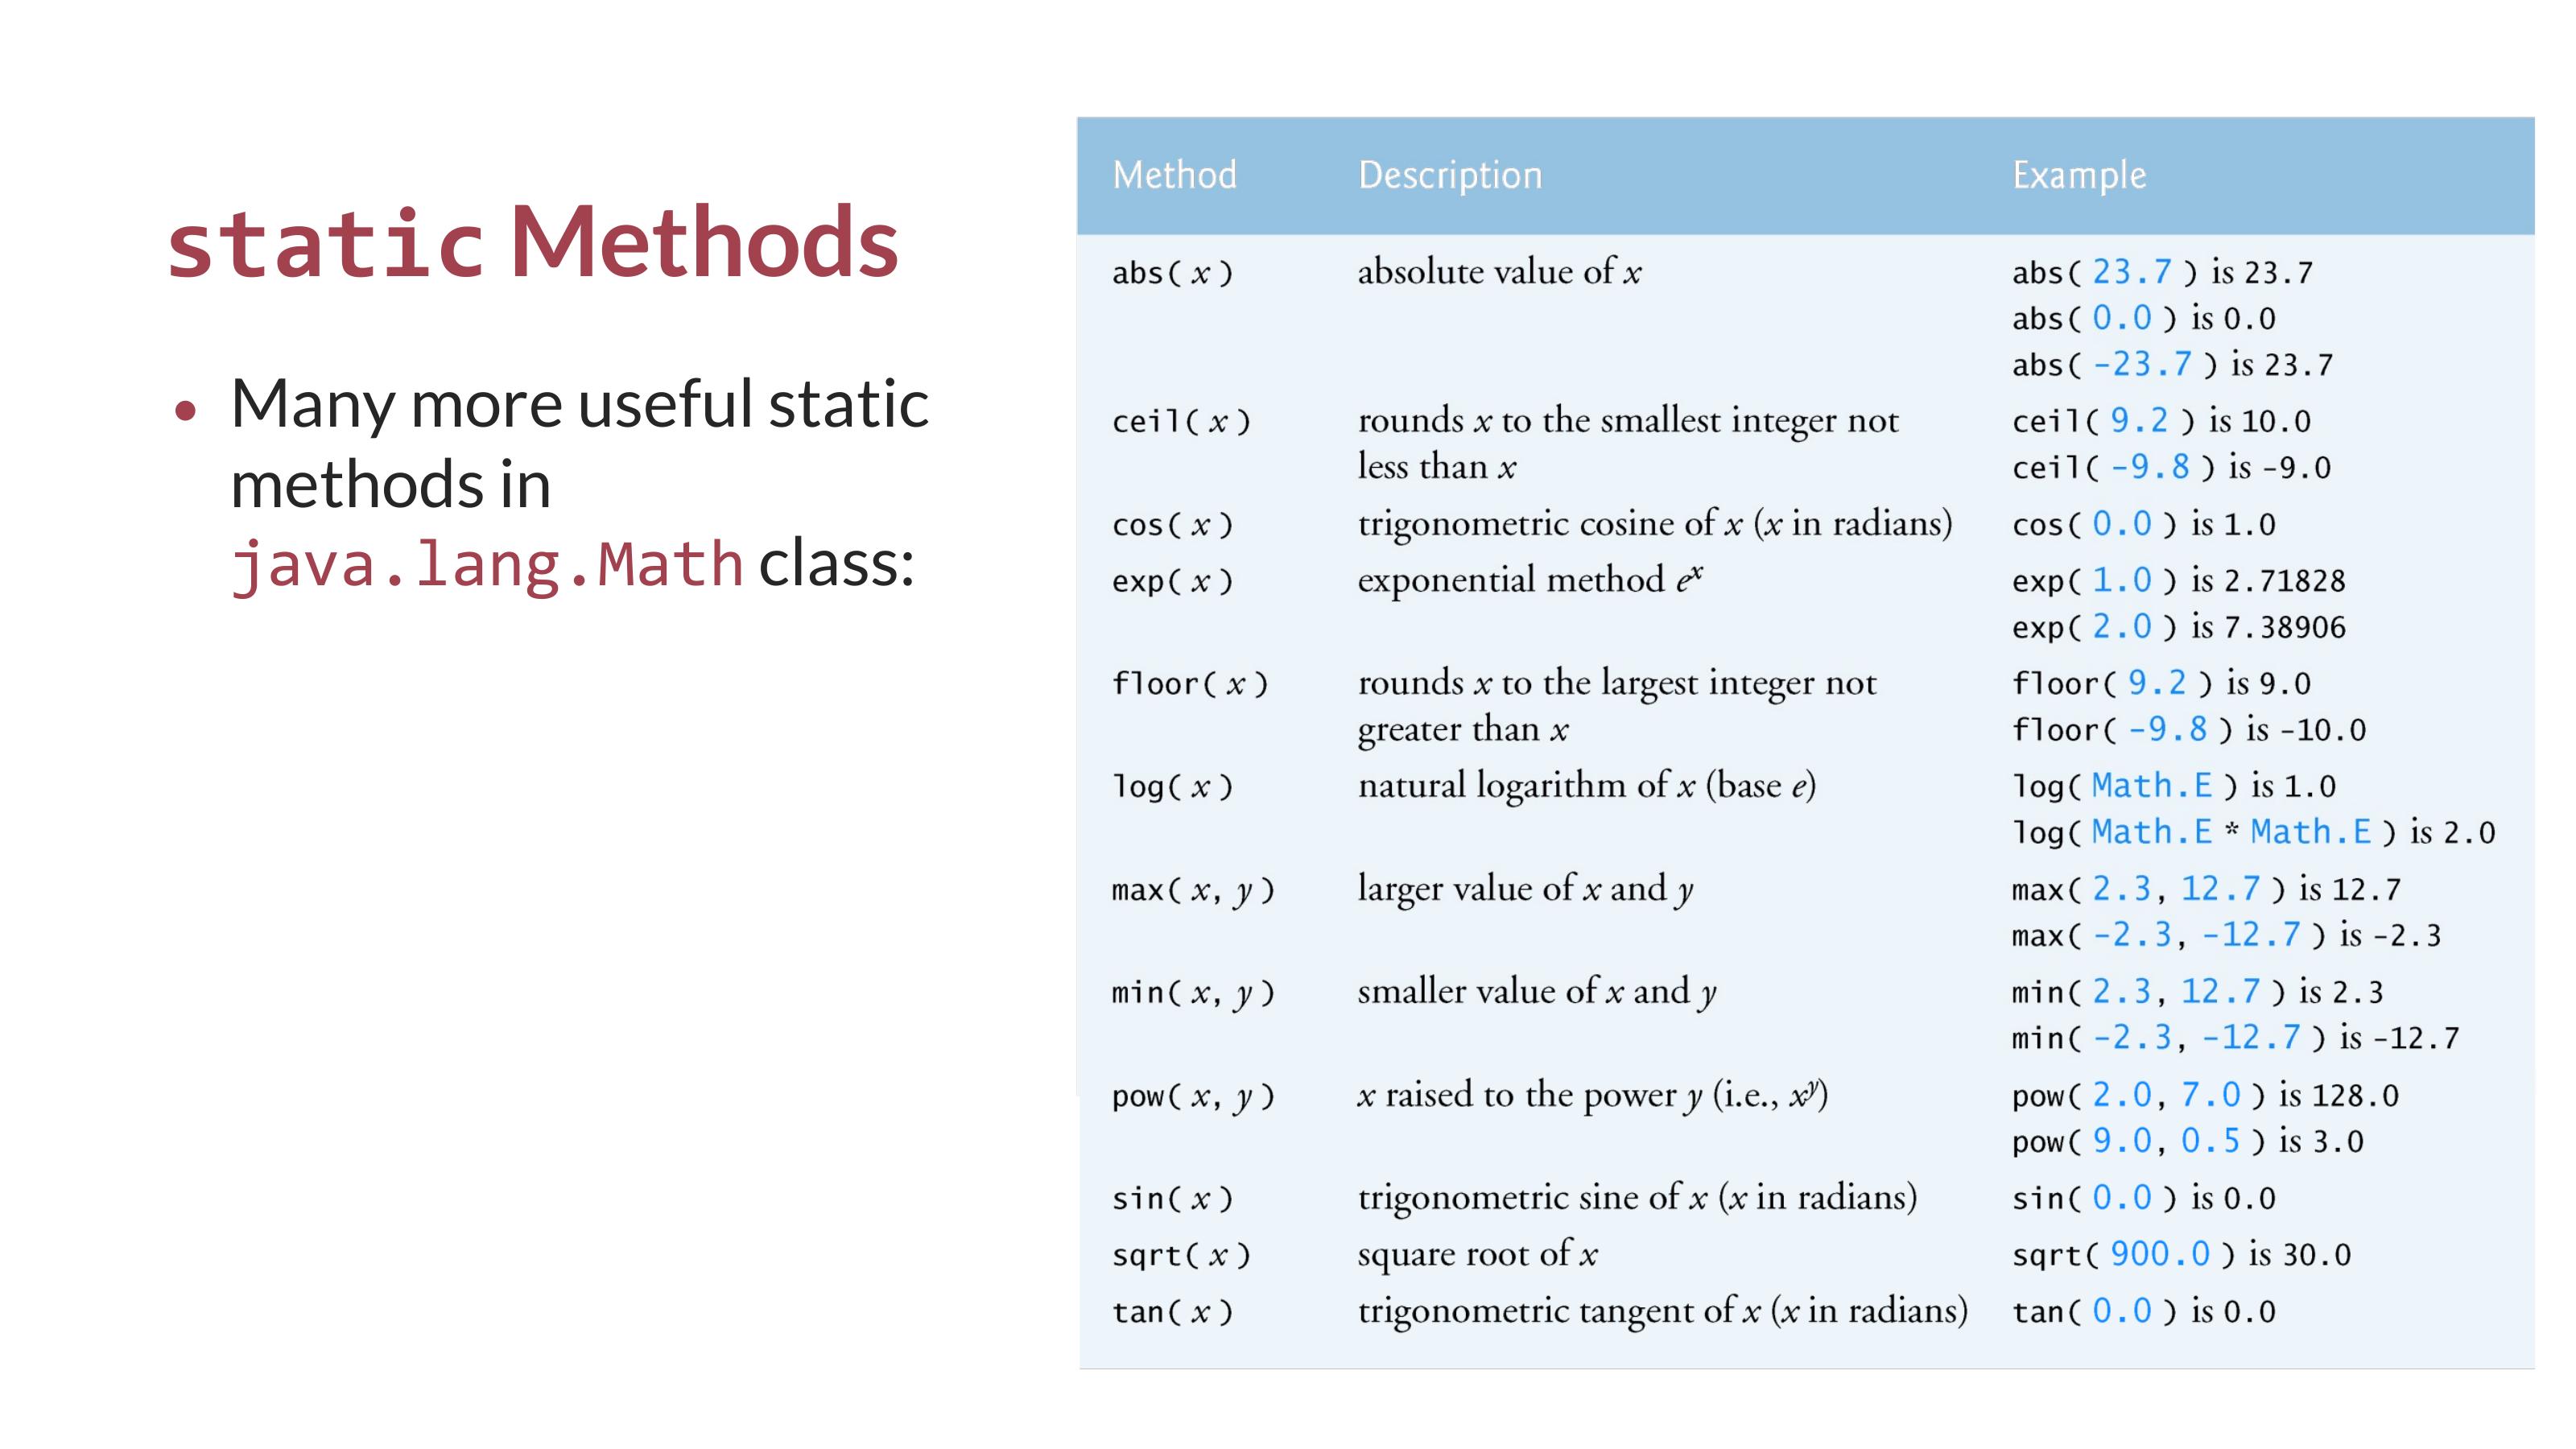 static Methods
• Many more useful static
methods in
java.lang.Math class:
Method Description Example
abs( x ) absolute value of x abs( 23.7 ) is 23.7
abs( 0.0 ) is 0.0
abs( -23.7 ) is 23.7
ceil( x ) rounds x to the smallest integer not ceil( 9.2 ) is 10.0
less than x ceil( -9.8 ) is -9.0
cos( x ) trigonometric cosine of x (x in radians) cos( 0.0 ) is 1.0
exp( x ) exponential method eˣ exp( 1.0 ) is 2.71828
exp( 2.0 ) is 7.38906
floor( x ) rounds x to the largest integer not floor( 9.2 ) is 9.0
greater than x floor( -9.8 ) is -10.0
log( x ) natural logarithm of x (base e) log( Math.E ) is 1.0
log( Math.E * Math.E ) is 2.0
max( x, y ) larger value of x and y max( 2.3, 12.7 ) is 12.7
max( -2.3, -12.7 ) is -2.3
min( x, y ) smaller value of x and y min( 2.3, 12.7 ) is 2.3
min( -2.3, -12.7 ) is -12.7
pow( x, y ) x raised to the power y (i.e., xʸ) pow( 2.0, 7.0 ) is 128.0
pow( 9.0, 0.5 ) is 3.0
sin( x ) trigonometric sine of x (x in radians) sin( 0.0 ) is 0.0
sqrt( x ) square root of x sqrt( 900.0 ) is 30.0
tan( x ) trigonometric tangent of x (x in radians) tan( 0.0 ) is 0.0